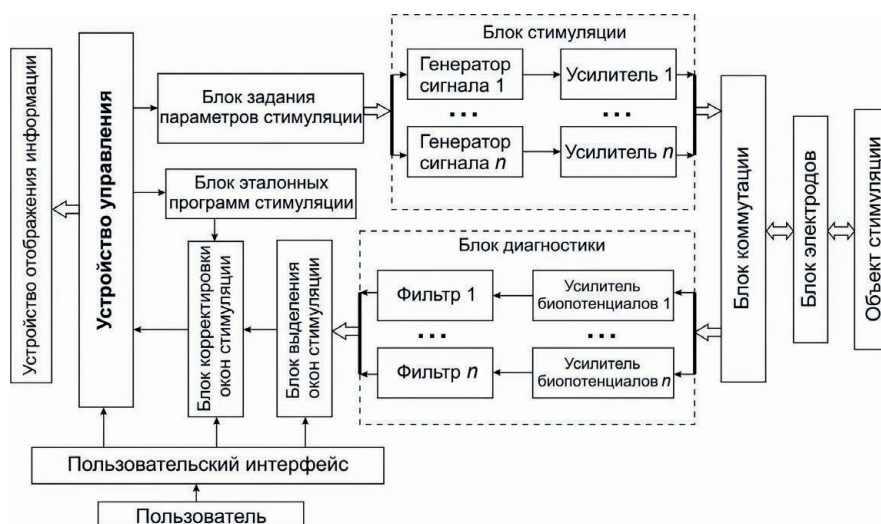 Устройство отображения информации
Устройство управления
Блок задания
параметров стимуляции
Блок эталонных
программ стимуляции
Блок корректировки
окон стимуляции
Блок выделения
окон стимуляции
Блок стимуляции
Генератор
сигнала 1
Усилитель 1
...
...
Генератор
сигнала n
Усилитель n
Блок диагностики
Фильтр 1
Усилитель
биопотенциалов 1
...
...
Фильтр n
Усилитель
биопотенциалов n
Блок коммутации
Блок электродов
Объект стимуляции
Пользовательский интерфейс
Пользователь